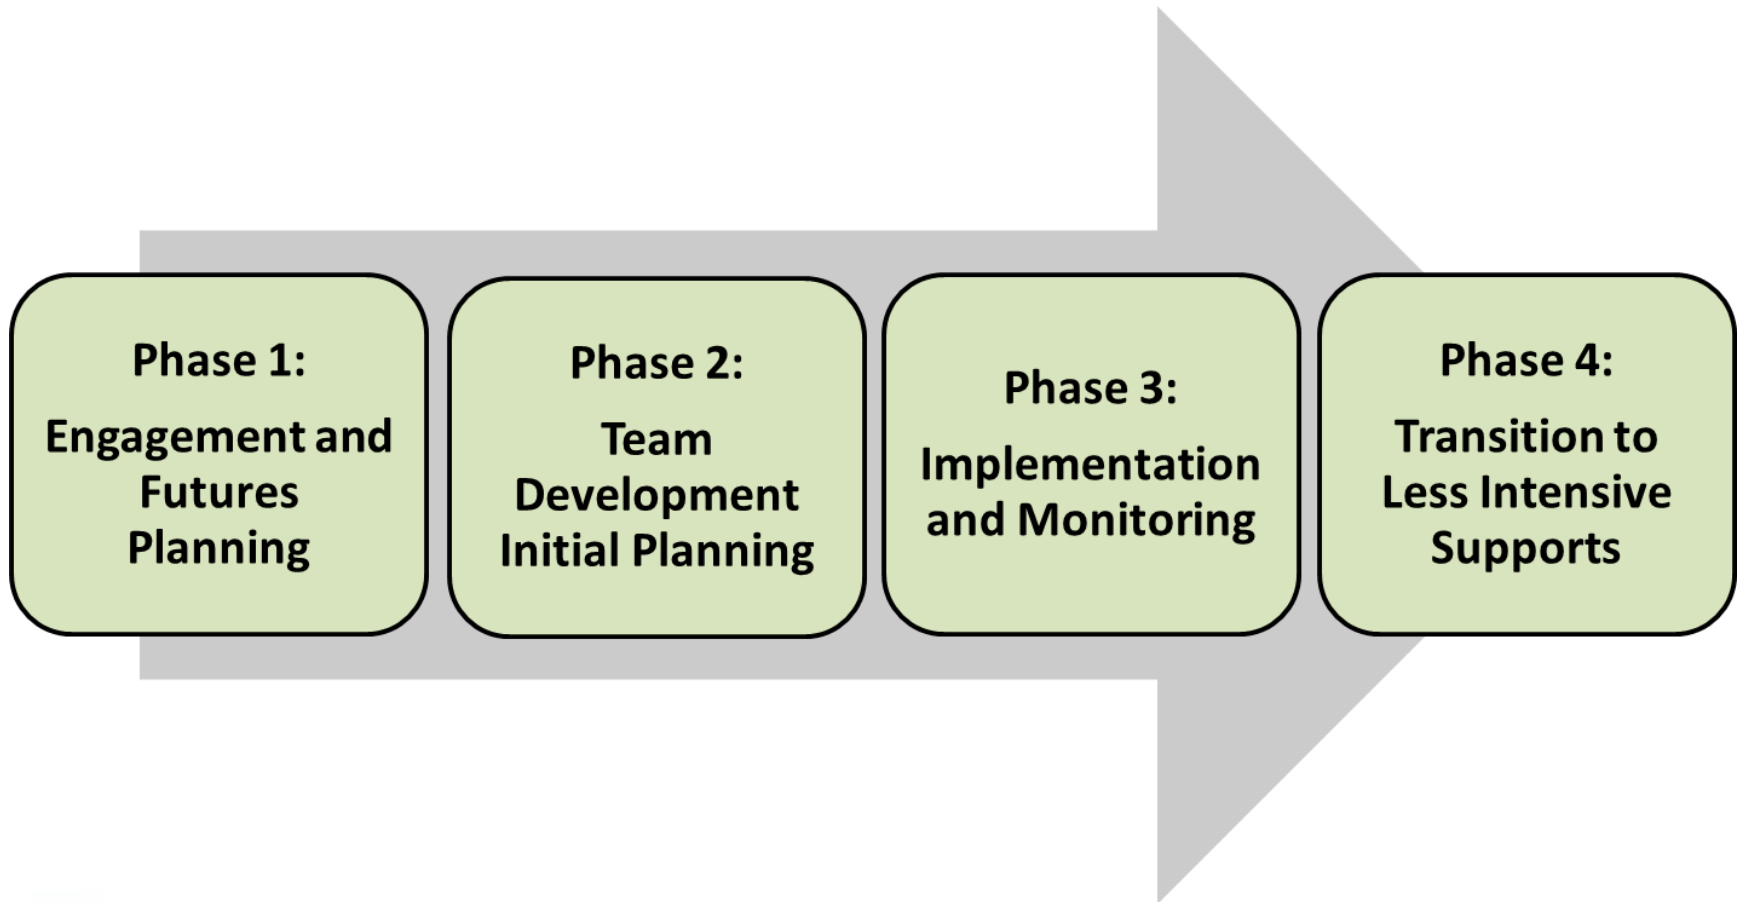 Phase 1:
Engagement and
Futures
Planning
Phase 2:
Team
Development
Initial Planning
Phase 3:
Implementation
and Monitoring
Phase 4:
Transition to
Less Intensive
Supports